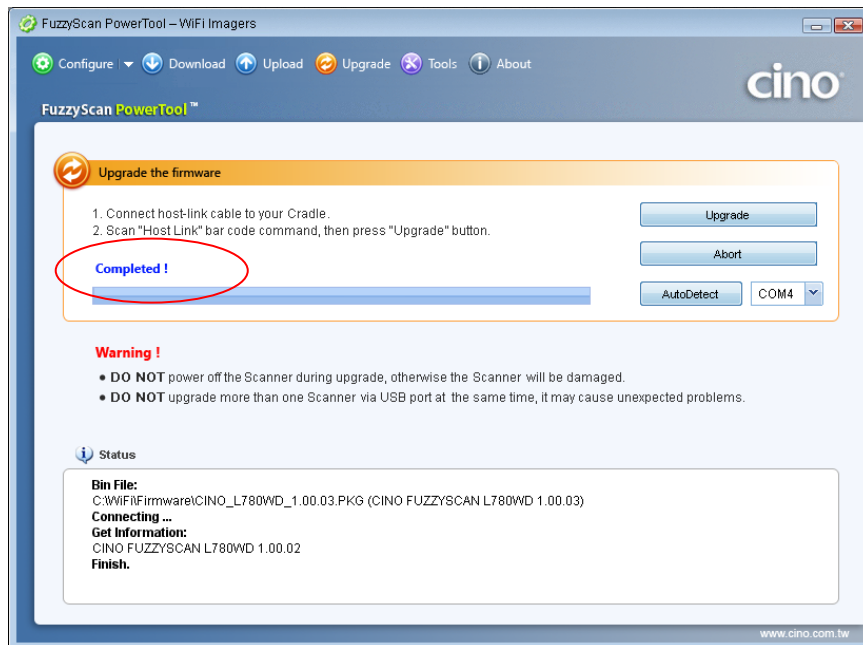 FuzzyScan PowerTool – WiFi Imagers
Configure Download Upload Upgrade Tools About
cino
FuzzyScan PowerTool™
Upgrade the firmware
1. Connect host-link cable to your Cradle.
2. Scan "Host Link" bar code command, then press "Upgrade" button.
Upgrade
Abort
Completed !
AutoDetect COM4
Warning !
• DO NOT power off the Scanner during upgrade, otherwise the Scanner will be damaged.
• DO NOT upgrade more than one Scanner via USB port at the same time, it may cause unexpected problems.
Status
Bin File:
C:\WiFi\Firmware\CINO_L780WD_1.00.03.PKG (CINO FUZZYSCAN L780WD 1.00.03)
Connecting ...
Get Information:
CINO FUZZYSCAN L780WD 1.00.02
Finish.
www.cino.com.tw